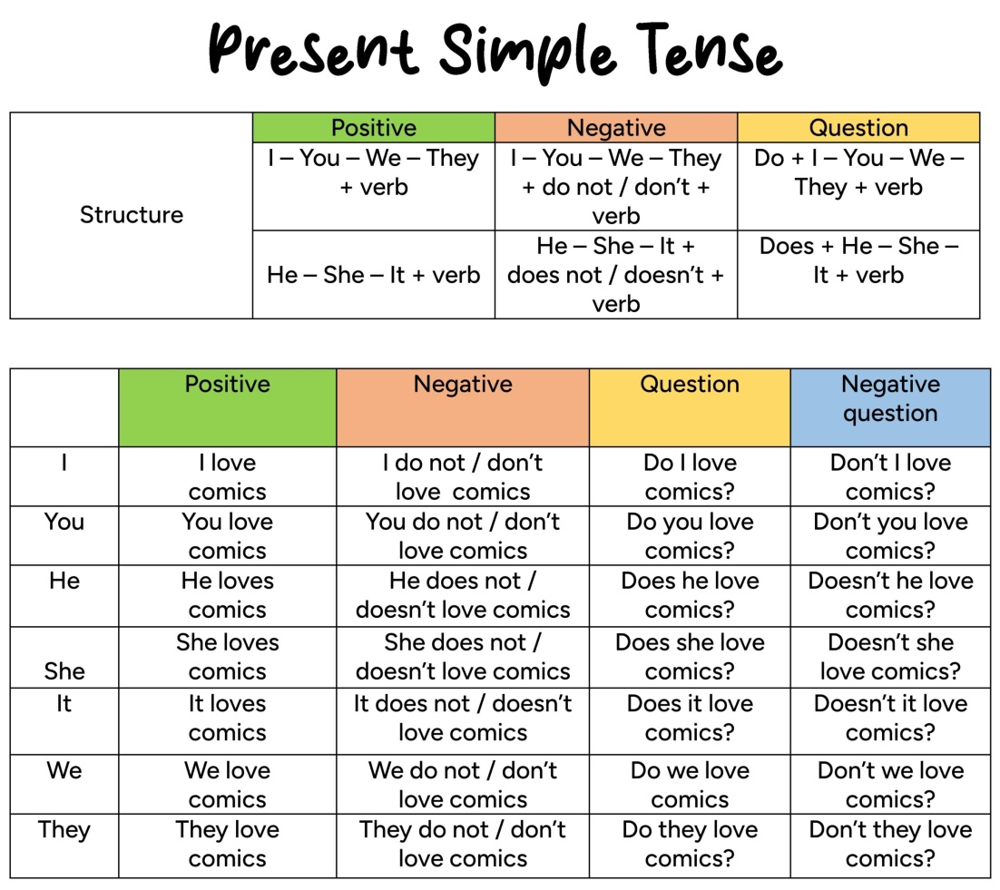 Present Simple Tense
Positive
Negative
Question
Structure
I – You – We – They
+ verb
I – You – We – They
+ do not / don’t +
verb
Do + I – You – We –
They + verb
He – She – It + verb
He – She – It +
does not / doesn’t +
verb
Does + He – She –
It + verb
Positive
Negative
Question
Negative
question
I
I love
comics
I do not / don’t
love  comics
Do I love
comics?
Don’t I love
comics?
You
You love
comics
You do not / don’t
love comics
Do you love
comics?
Don’t you love
comics?
He
He loves
comics
He does not /
doesn’t love comics
Does he love
comics?
Doesn’t he love
comics?
She
She loves
comics
She does not /
doesn’t love comics
Does she love
comics?
Doesn’t she
love comics?
It
It loves
comics
It does not / doesn’t
love comics
Does it love
comics?
Doesn’t it love
comics?
We
We love
comics
We do not / don’t
love comics
Do we love
comics
Don’t we love
comics?
They
They love
comics
They do not / don’t
love comics
Do they love
comics?
Don’t they love
comics?